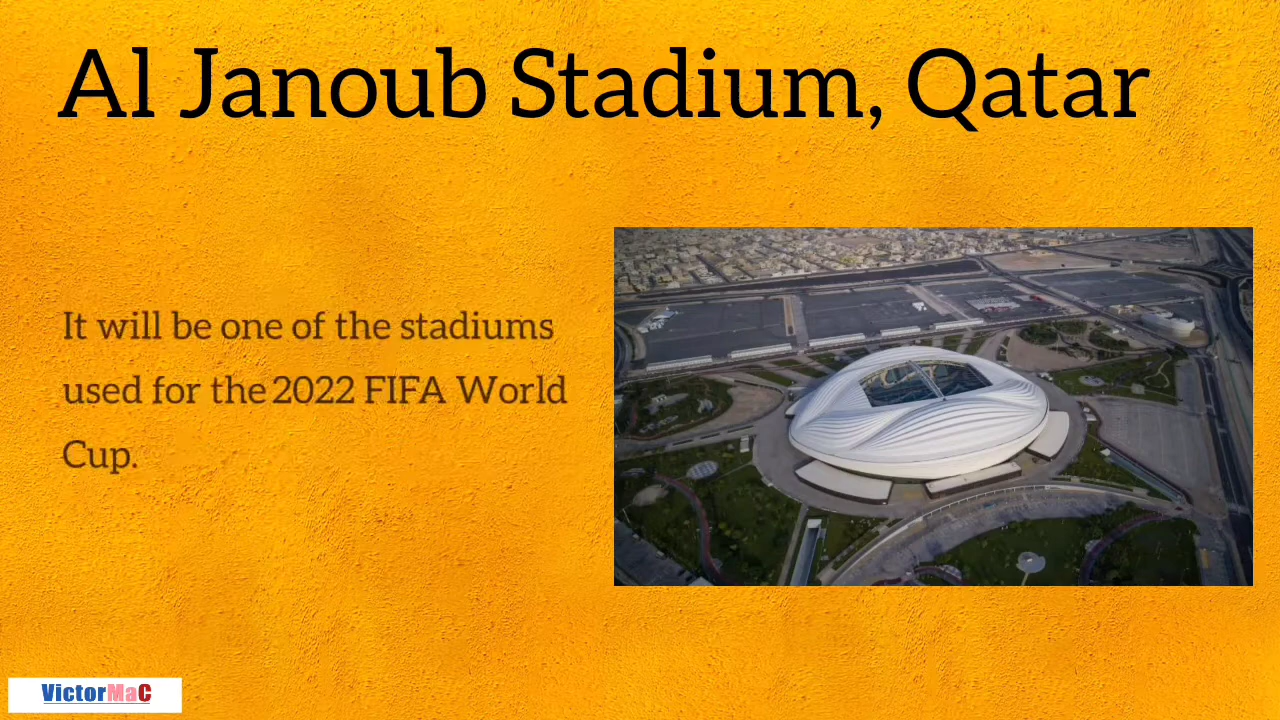 Al Janoub Stadium, Qatar
It will be one of the stadiums
used for the 2022 FIFA World
Cup.
VictorMaC